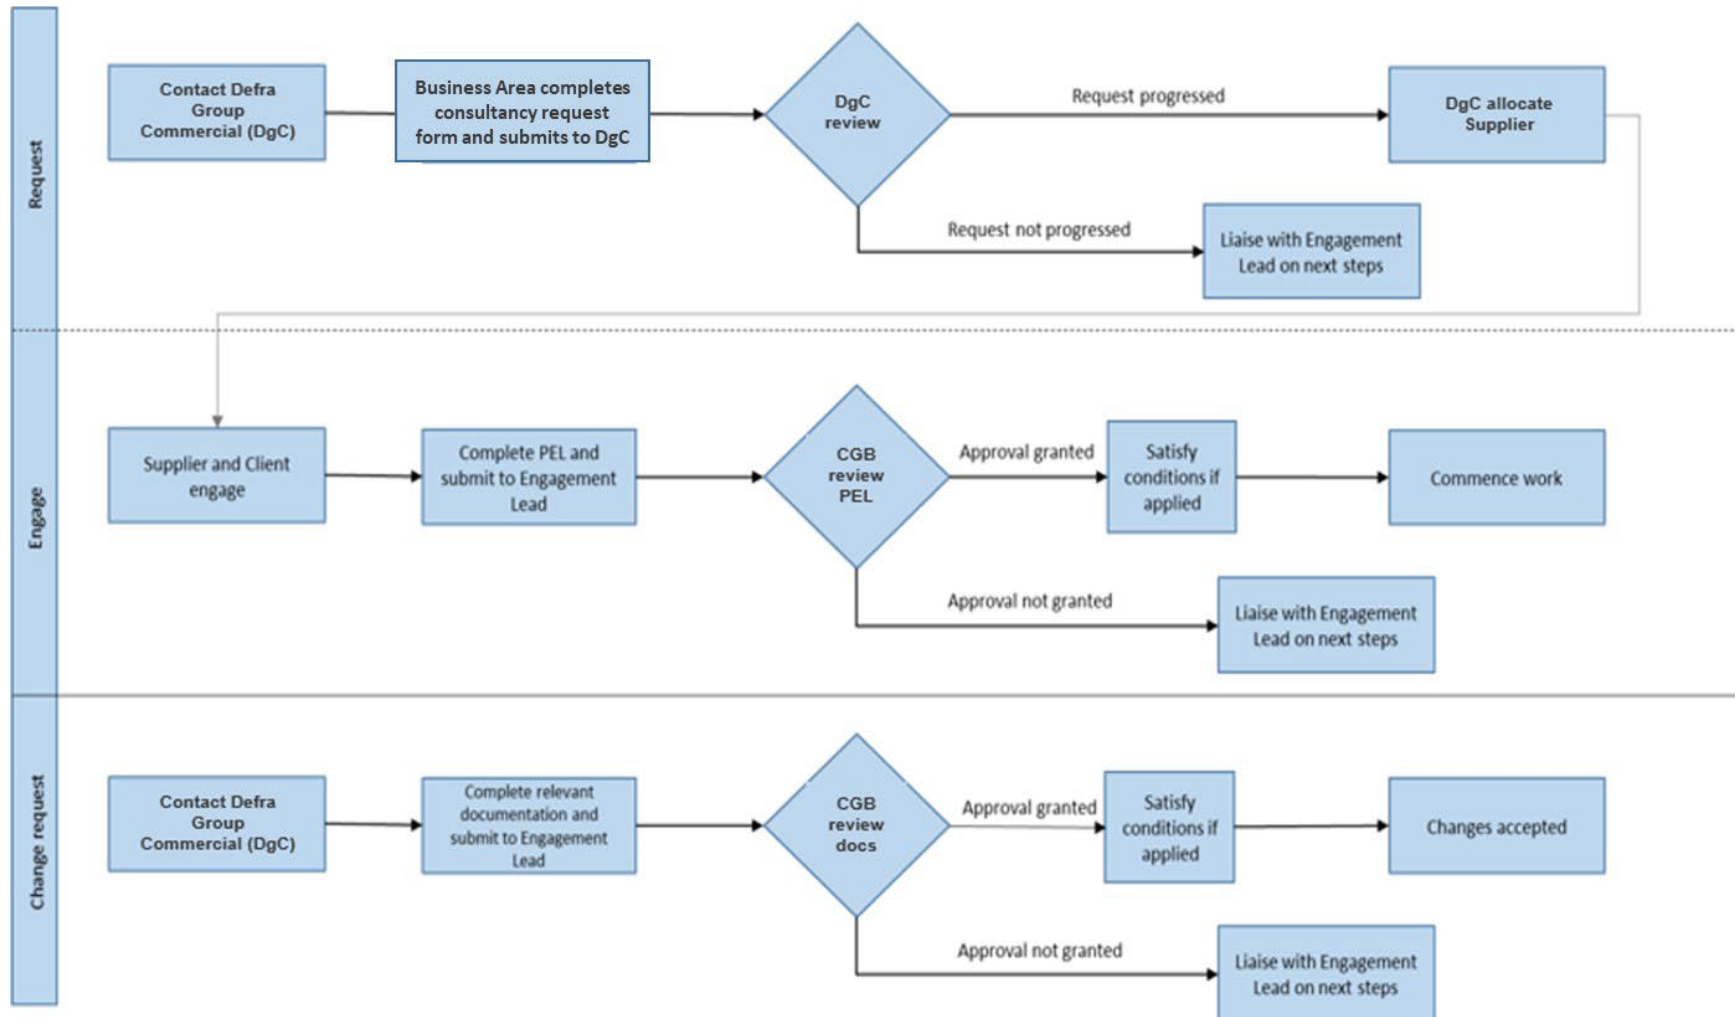 Request
Contact Defra
Group
Commercial (DgC)
Business Area completes
consultancy request
form and submits to DgC
DgC
review
Request progressed
DgC allocate
Supplier
Request not progressed
Liaise with Engagement
Lead on next steps
Engage
Supplier and Client
engage
Complete PEL and
submit to Engagement
Lead
CGB
review
PEL
Approval granted
Satisfy
conditions if
applied
Commence work
Approval not granted
Liaise with Engagement
Lead on next steps
Change request
Contact Defra
Group
Commercial (DgC)
Complete relevant
documentation and
submit to Engagement
Lead
CGB
review
docs
Approval granted
Satisfy
conditions if
applied
Changes accepted
Approval not granted
Liaise with Engagement
Lead on next steps